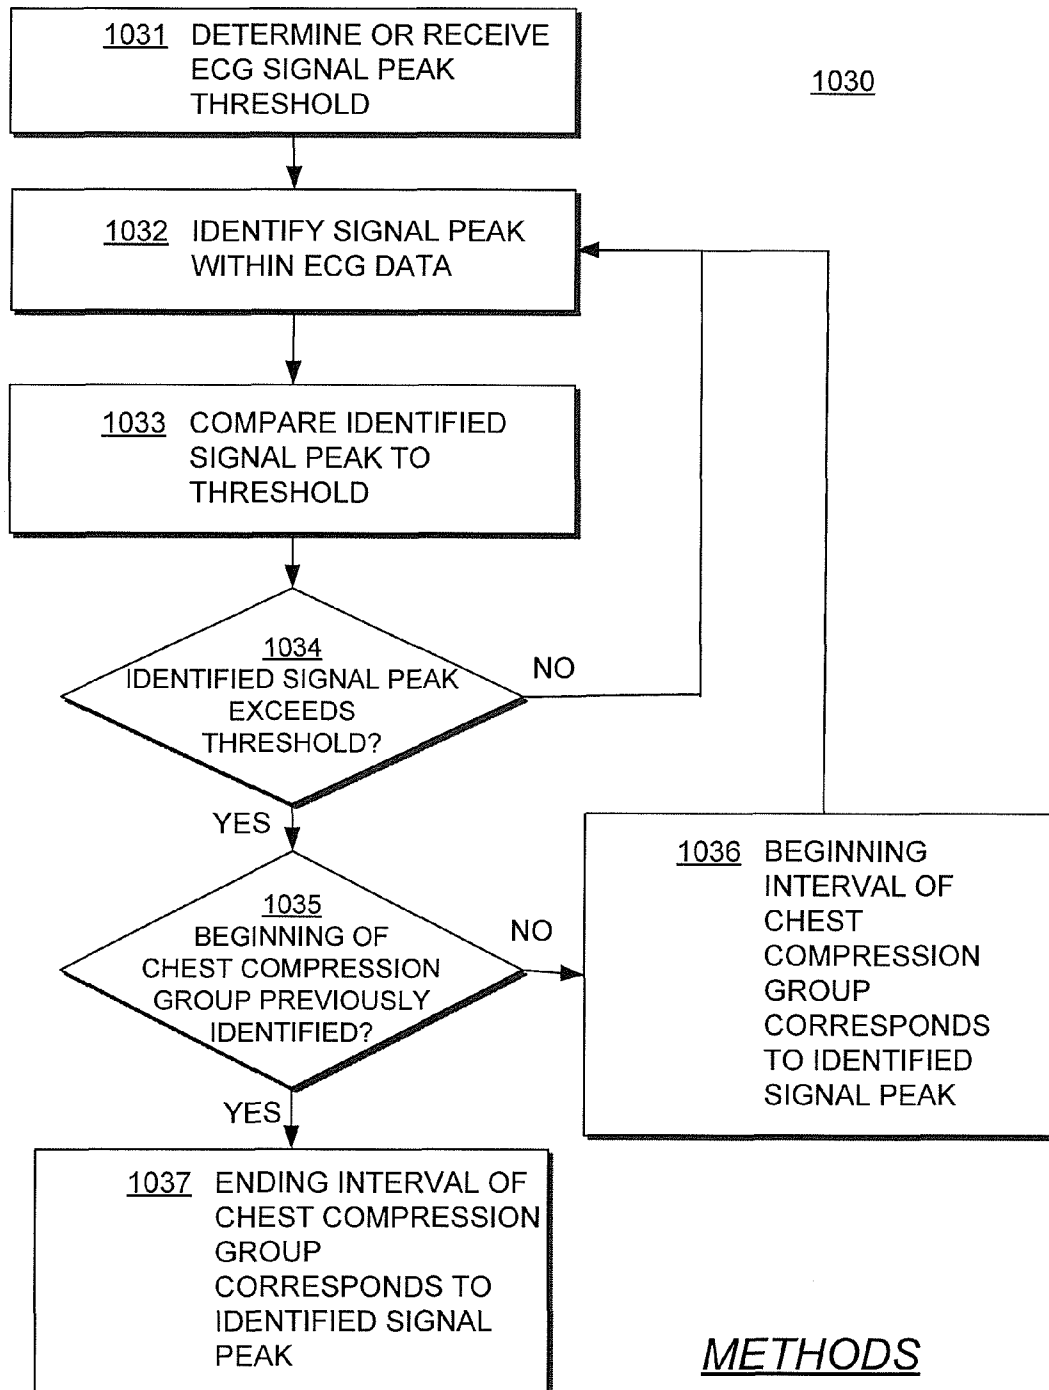 1031 DETERMINE OR RECEIVE
ECG SIGNAL PEAK
THRESHOLD
1030
1032 IDENTIFY SIGNAL PEAK
WITHIN ECG DATA
1033 COMPARE IDENTIFIED
SIGNAL PEAK TO
THRESHOLD
1034
IDENTIFIED SIGNAL PEAK
EXCEEDS
THRESHOLD?
NO
YES
1035
BEGINNING OF
CHEST COMPRESSION
GROUP PREVIOUSLY
IDENTIFIED?
NO
1036 BEGINNING
INTERVAL OF
CHEST
COMPRESSION
GROUP
CORRESPONDS
TO IDENTIFIED
SIGNAL PEAK
YES
1037 ENDING INTERVAL OF
CHEST COMPRESSION
GROUP
CORRESPONDS TO
IDENTIFIED SIGNAL
PEAK
METHODS